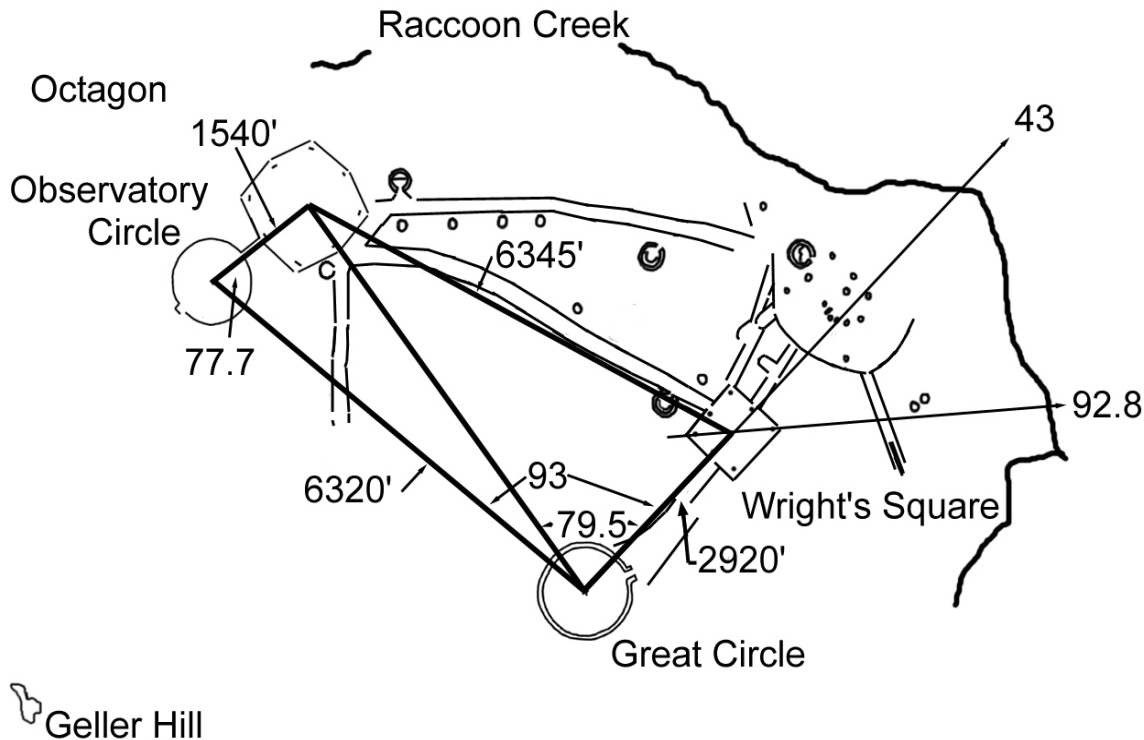 Raccoon Creek
Octagon
1540'
43
Observatory
Circle
6345'
77.7
92.8
6320'
93
79.5
Wright's Square
2920'
Great Circle
Geller Hill